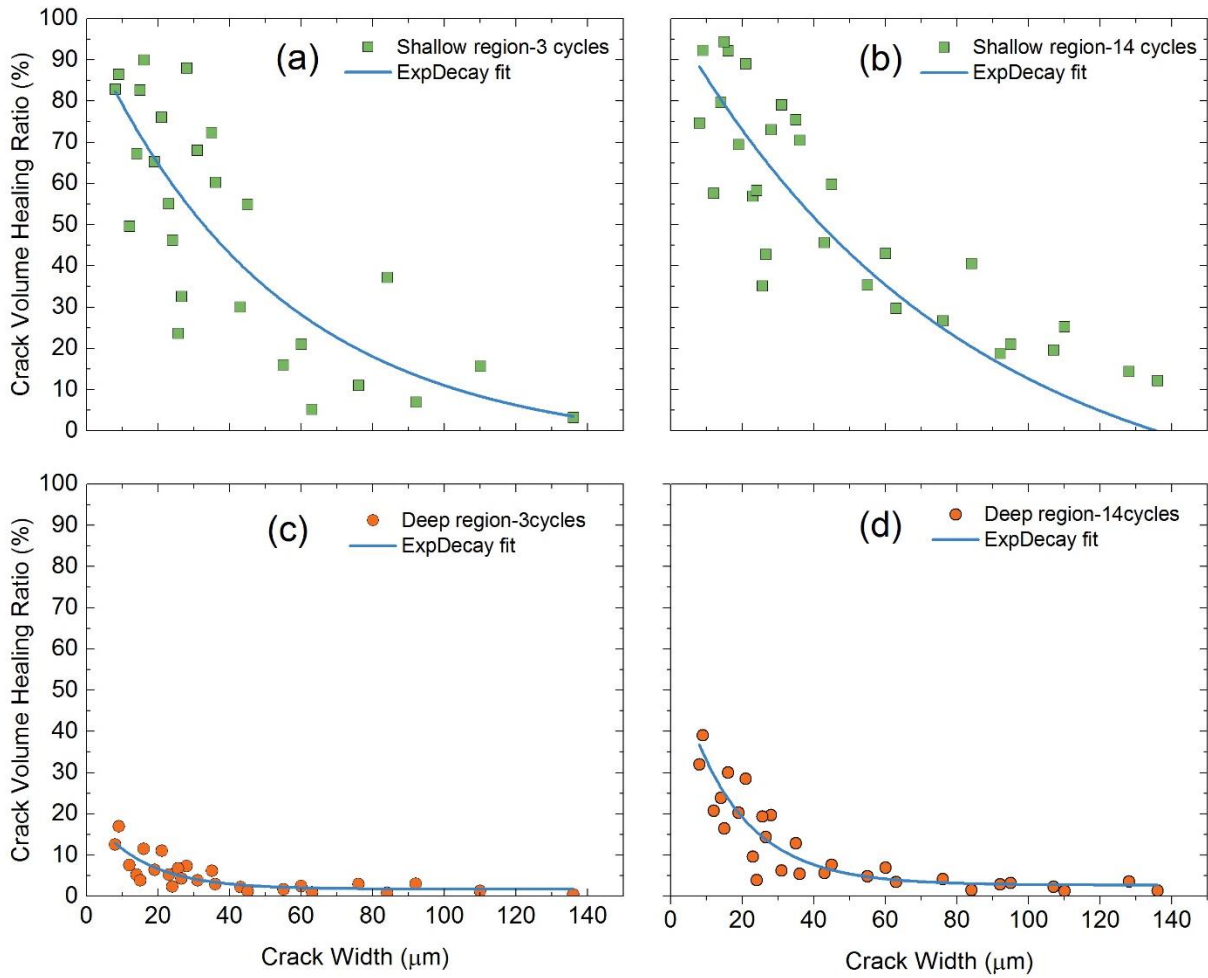 Crack Volume Healing Ratio (%)
100
90
80
70
60
50
40
30
20
10
0
(a)
Shallow region-3 cycles
ExpDecay fit
(b)
Shallow region-14 cycles
ExpDecay fit
Crack Volume Healing Ratio (%)
100
90
80
70
60
50
40
30
20
10
0
(c)
Deep region-3cycles
ExpDecay fit
0 20 40 60 80 100 120 140
Crack Width (μm)
(d)
Deep region-14cycles
ExpDecay fit
0 20 40 60 80 100 120 140
Crack Width (μm)